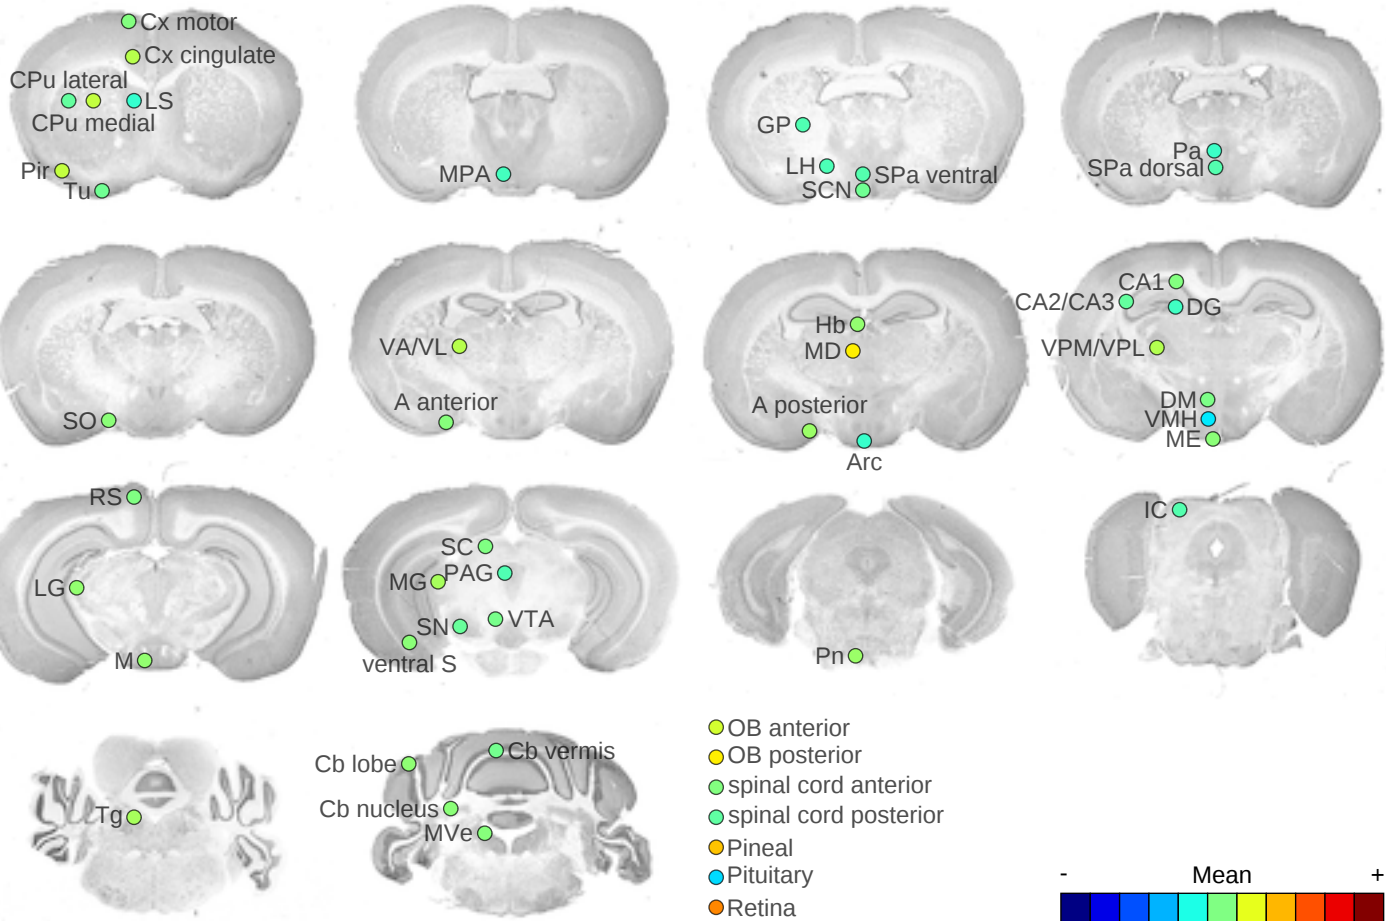 Cx motor
Cx cingulate
CPu lateral
LS
CPu medial
Pir
Tu
MPA
GP
LH
SPa ventral
SCN
Pa
SPa dorsal
SO
VA/VL
A anterior
Hb
MD
A posterior
Arc
CA1
CA2/CA3
DG
VPM/VPL
DM
VMH
ME
RS
LG
M
SC
PAG
MG
VTA
SN
ventral S
Pn
IC
Tg
Cb lobe
Cb vermis
Cb nucleus
MVe
OB anterior
OB posterior
spinal cord anterior
spinal cord posterior
Pineal
Pituitary
Retina
- Mean +